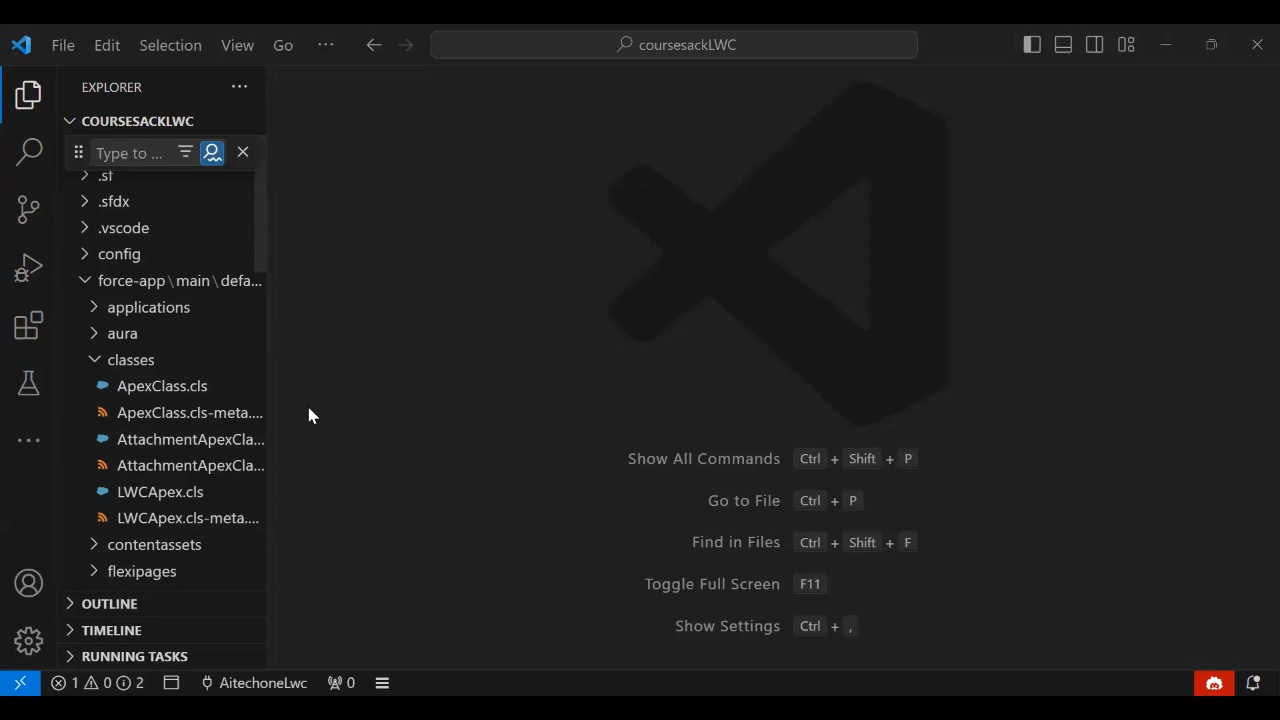 File Edit Selection View Go ··· coursesackLWC
EXPLORER ···
COURSESACKLWC
Type to ...
.sf
.sfdx
.vscode
config
force-app\main\defa...
applications
aura
classes
ApexClass.cls
ApexClass.cls-meta....
AttachmentApexCla...
AttachmentApexCla...
LWCApex.cls
LWCApex.cls-meta....
contentassets
flexipages
OUTLINE
TIMELINE
RUNNING TASKS
Show All Commands Ctrl + Shift + P
Go to File Ctrl + P
Find in Files Ctrl + Shift + F
Toggle Full Screen F11
Show Settings Ctrl + ,
1 0 2 AitechoneLwc 0